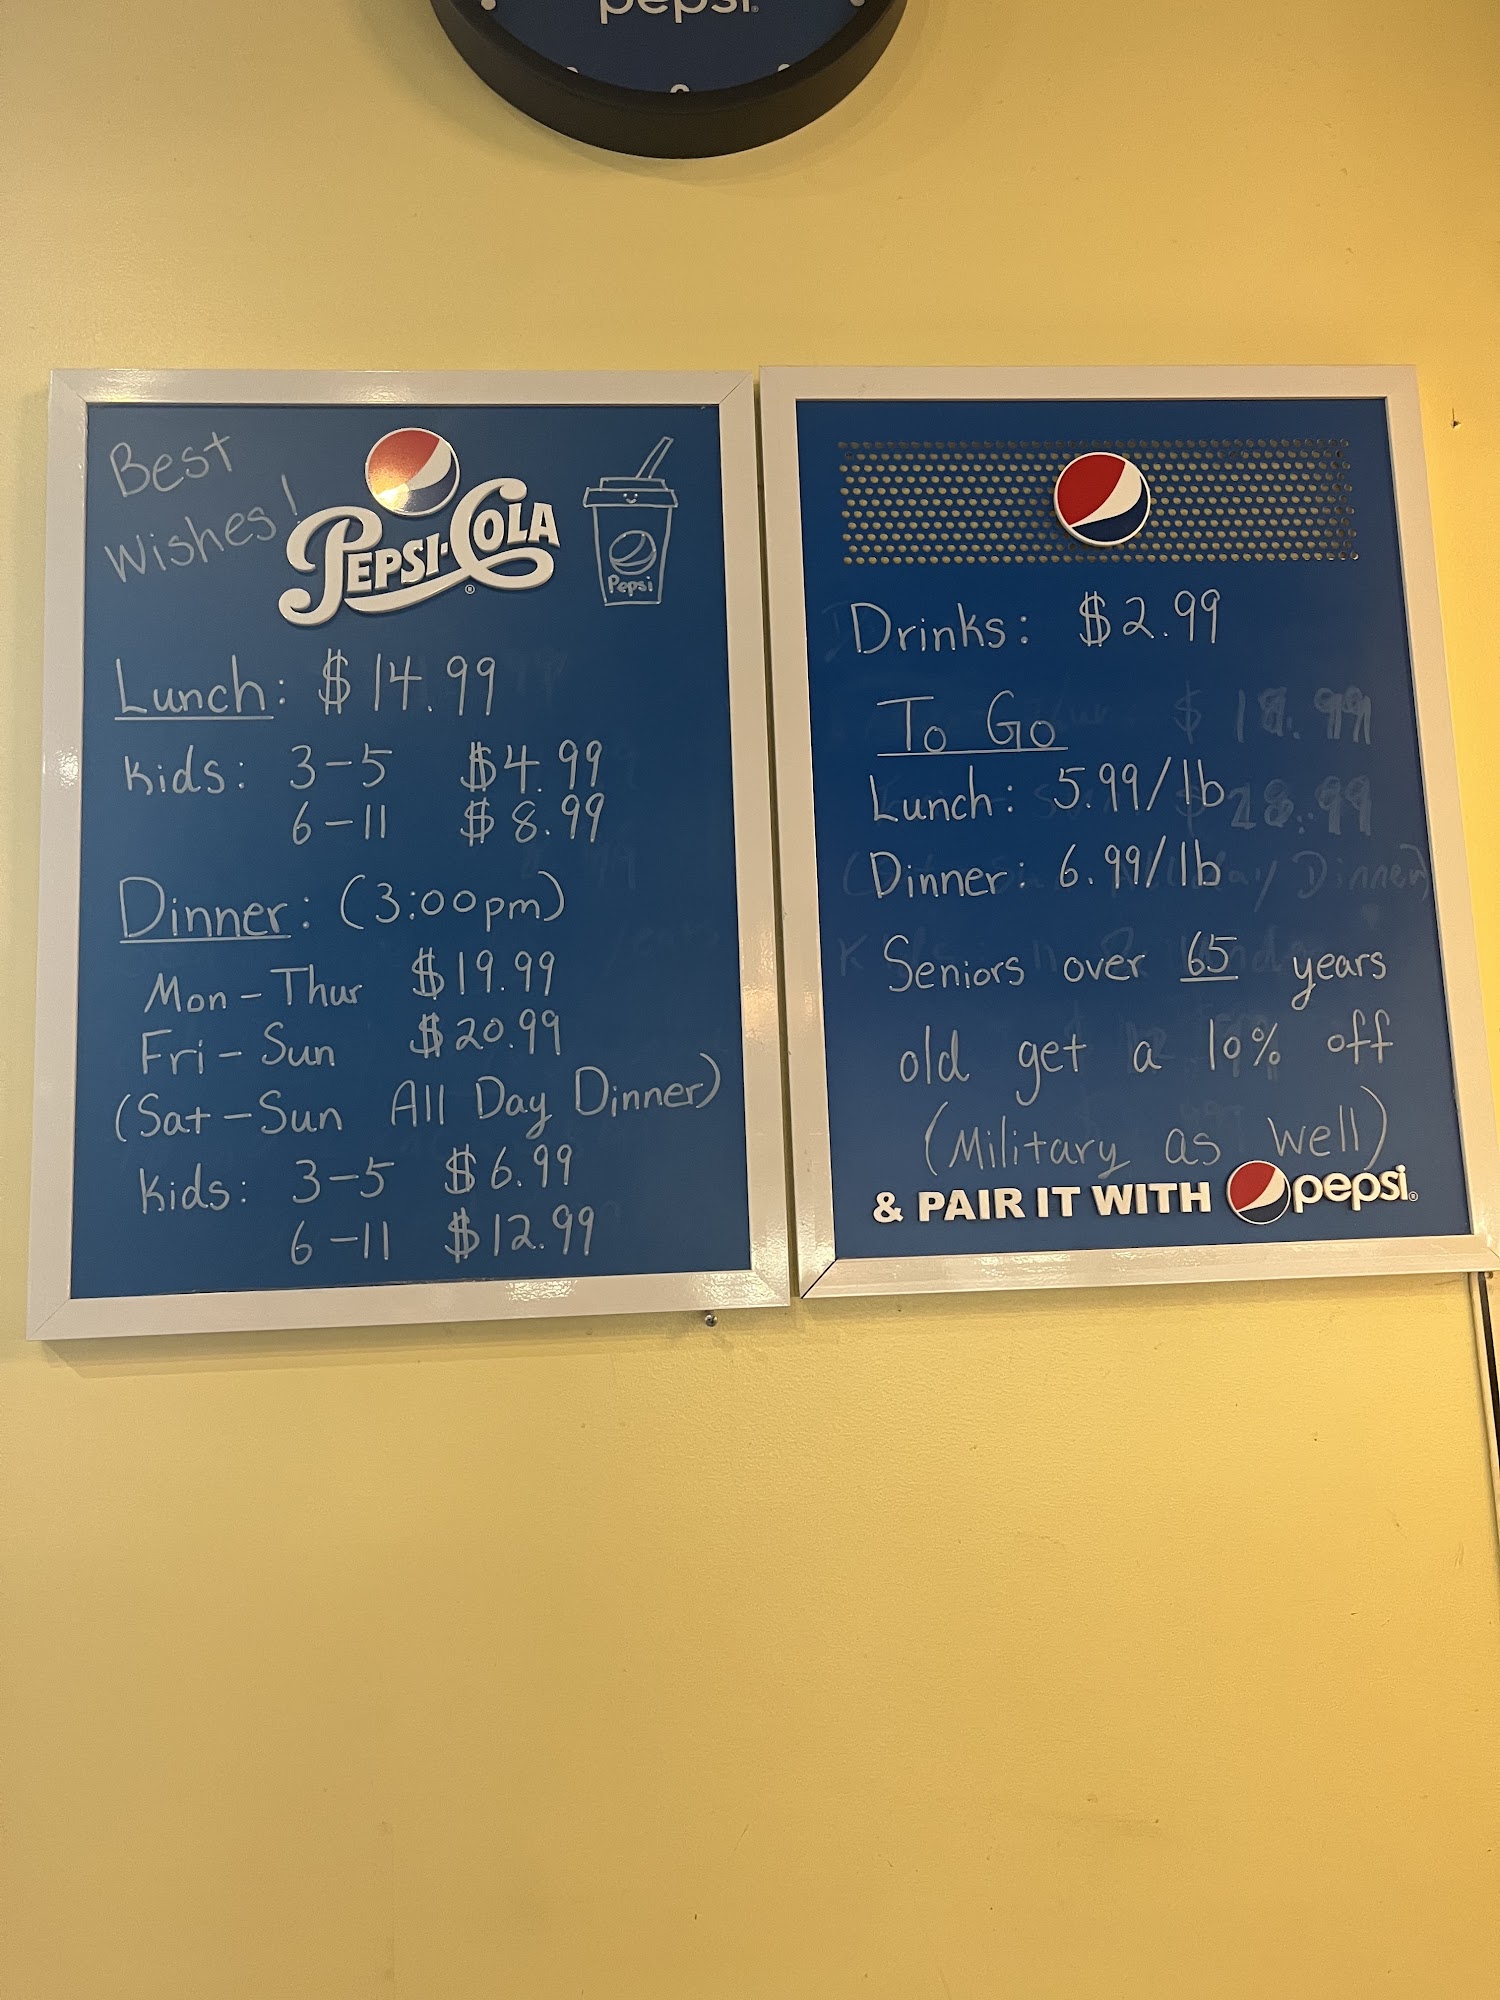 pepsi
Best
Wishes!
PEPSI-COLA
Pepsi
Lunch: $14.99
Kids: 3-5 $4.99
6-11 $8.99
Dinner: (3:00pm)
Mon-Thur $19.99
Fri-Sun $20.99
(Sat-Sun All Day Dinner)
Kids: 3-5 $6.99
6-11 $12.99
Drinks: $2.99
To Go
Lunch: 5.99/lb
Dinner: 6.99/lb
Seniors over 65 years
old get a 10% off
(Military as well)
& PAIR IT WITH pepsi